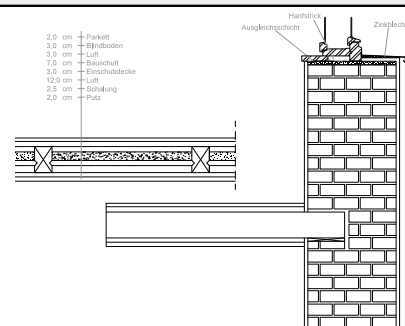 Hanfstrick
Ausgleichsschicht
Zinkblech
2,0 cm Parkett
3,0 cm Blindboden
3,0 cm Luft
7,0 cm Bauschutt
3,0 cm Einschubdecke
12,0 cm Luft
2,5 cm Schalung
2,0 cm Putz